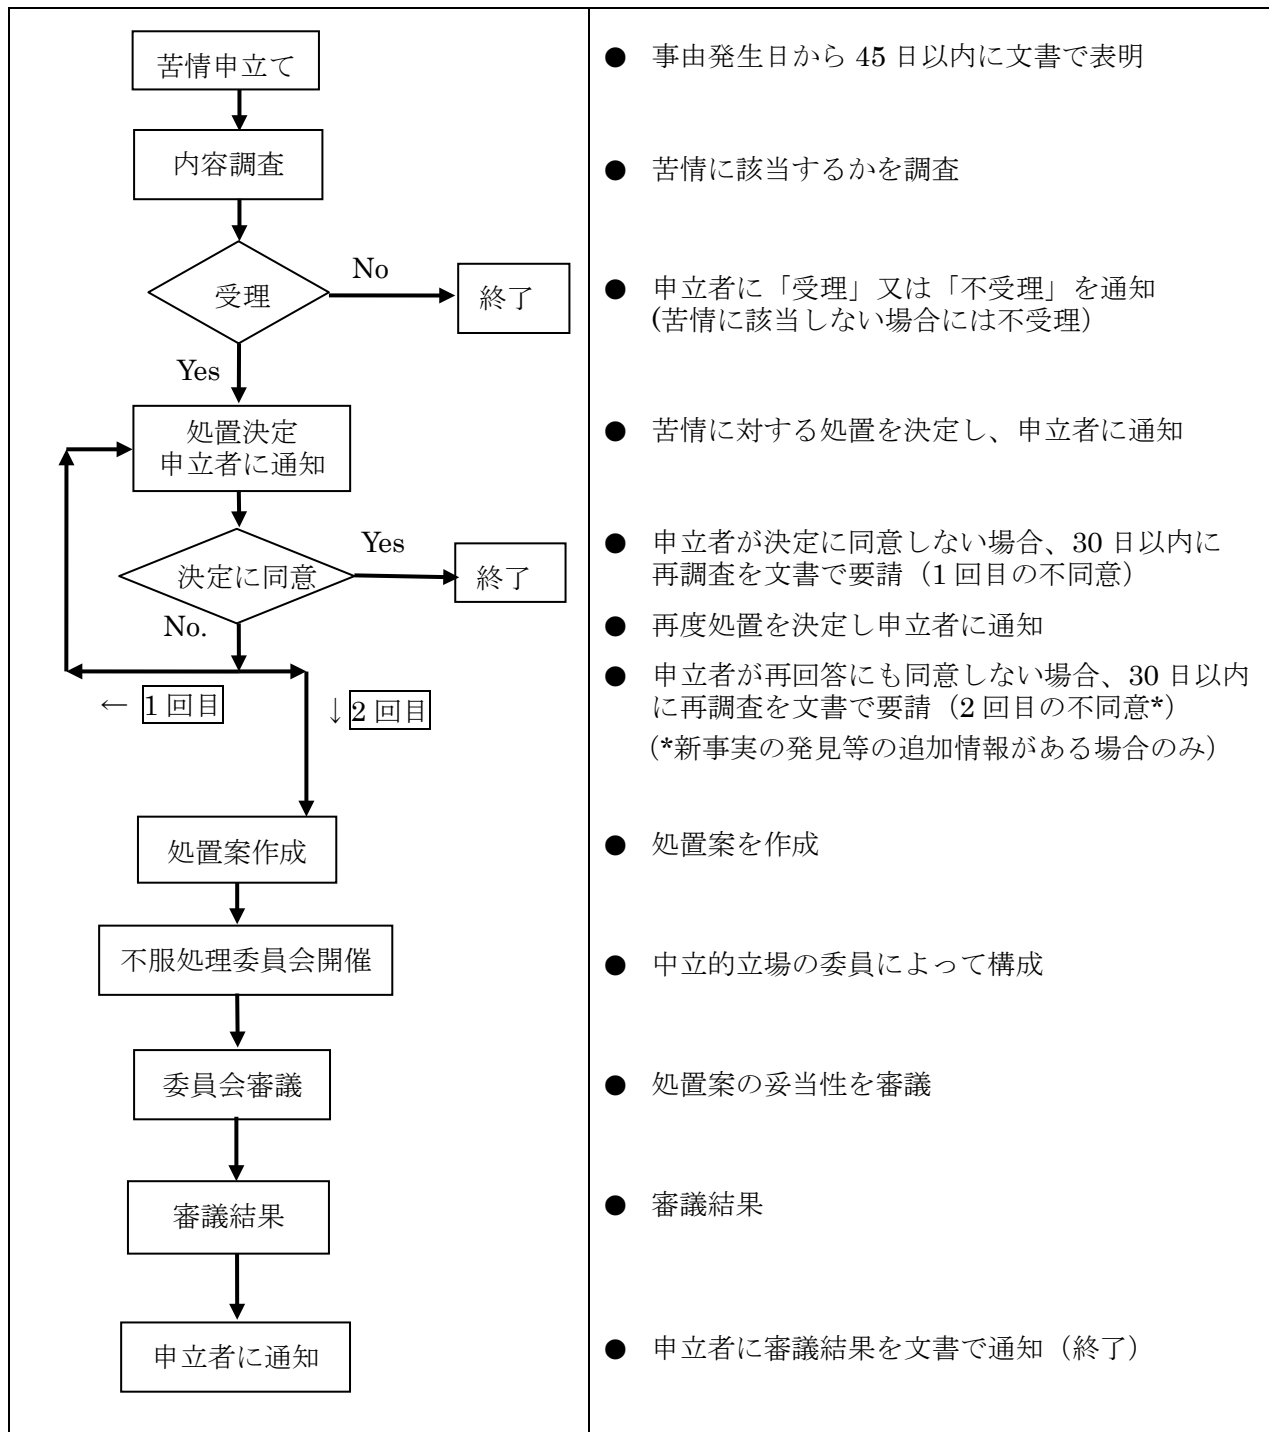 苦情申立て
● 事由発生日から 45 日以内に文書で表明
内容調査
● 苦情に該当するかを調査
受理
No
終了
● 申立者に「受理」又は「不受理」を通知
(苦情に該当しない場合には不受理）
Yes
処置決定
申立者に通知
● 苦情に対する処置を決定し、申立者に通知
決定に同意
Yes
終了
● 申立者が決定に同意しない場合、30 日以内に
再調査を文書で要請（1 回目の不同意）
No.
● 再度処置を決定し申立者に通知
← 1 回目
↓2 回目
● 申立者が再回答にも同意しない場合、30 日以内
に再調査を文書で要請（2 回目の不同意*）
（*新事実の発見等の追加情報がある場合のみ）
処置案作成
● 処置案を作成
不服処理委員会開催
● 中立的立場の委員によって構成
委員会審議
● 処置案の妥当性を審議
審議結果
● 審議結果
申立者に通知
● 申立者に審議結果を文書で通知（終了）